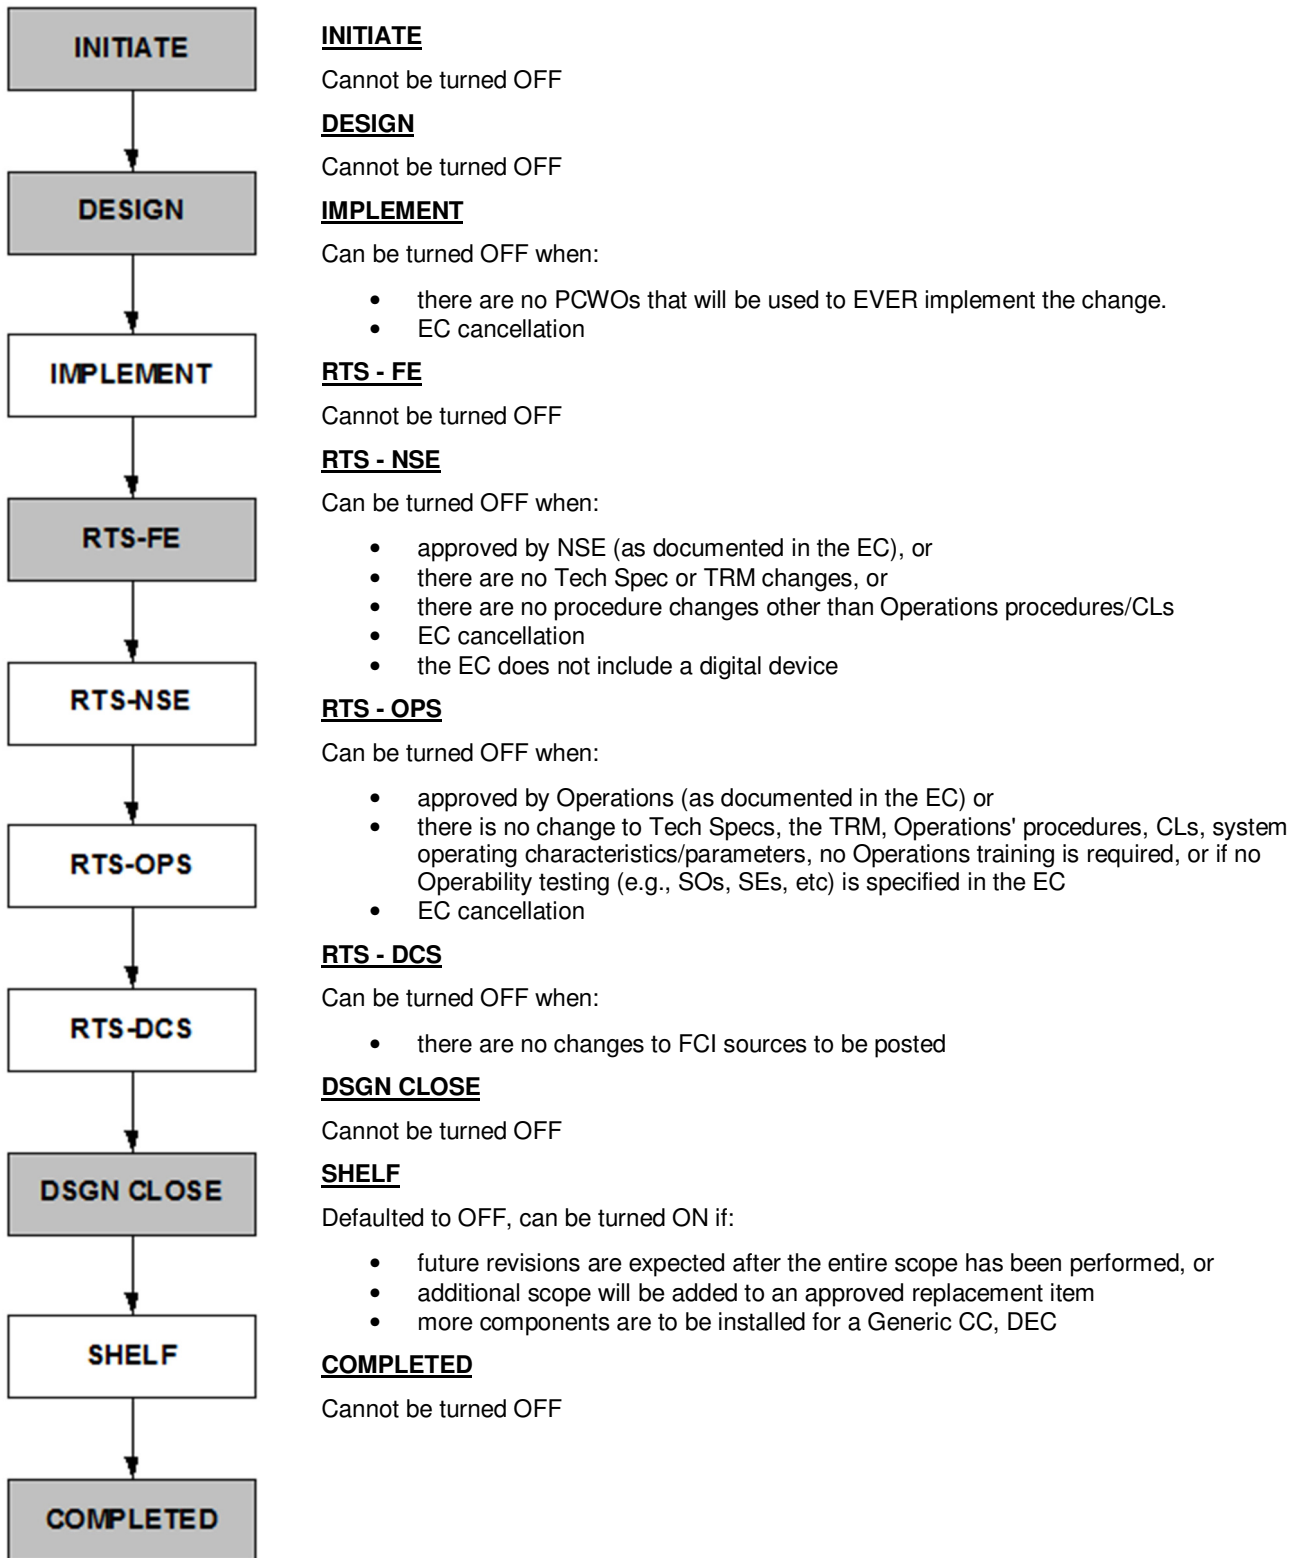 INITIATE
DESIGN
IMPLEMENT
RTS-FE
RTS-NSE
RTS-OPS
RTS-DCS
DSGN CLOSE
SHELF
COMPLETED
INITIATE
Cannot be turned OFF
DESIGN
Cannot be turned OFF
IMPLEMENT
Can be turned OFF when:
• there are no PCWOs that will be used to EVER implement the change.
• EC cancellation
RTS - FE
Cannot be turned OFF
RTS - NSE
Can be turned OFF when:
• approved by NSE (as documented in the EC), or
• there are no Tech Spec or TRM changes, or
• there are no procedure changes other than Operations procedures/CLs
• EC cancellation
• the EC does not include a digital device
RTS - OPS
Can be turned OFF when:
• approved by Operations (as documented in the EC) or
• there is no change to Tech Specs, the TRM, Operations' procedures, CLs, system
operating characteristics/parameters, no Operations training is required, or if no
Operability testing (e.g., SOs, SEs, etc) is specified in the EC
• EC cancellation
RTS - DCS
Can be turned OFF when:
• there are no changes to FCI sources to be posted
DSGN CLOSE
Cannot be turned OFF
SHELF
Defaulted to OFF, can be turned ON if:
• future revisions are expected after the entire scope has been performed, or
• additional scope will be added to an approved replacement item
• more components are to be installed for a Generic CC, DEC
COMPLETED
Cannot be turned OFF